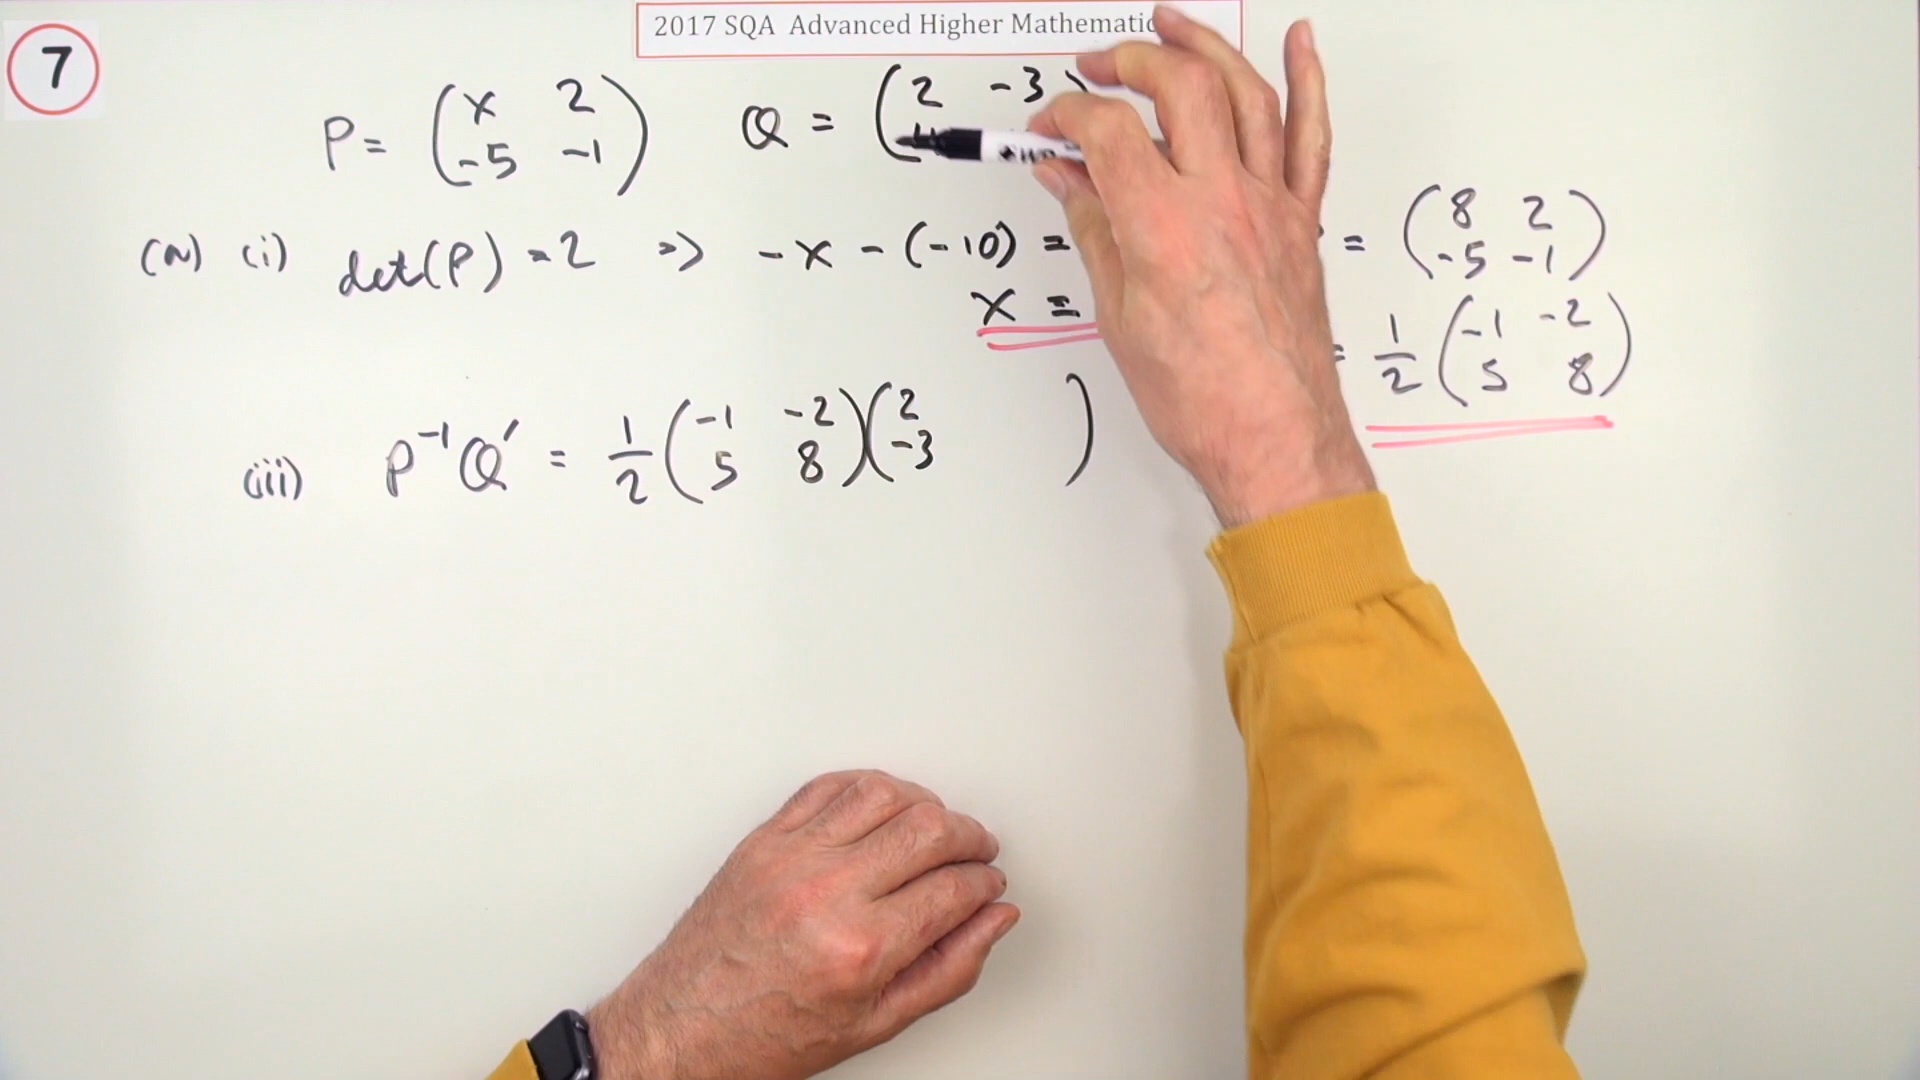 7
2017 SQA Advanced Higher Mathematic
P = ( x 2 ) Q = ( 2 -3
( -5 -1 ) ( 4
(a) (i) det(P) = 2 => -x - (-10) = = ( 8 2 )
( -5 -1 )
x = = 1/2 ( -1 -2 )
( 5 8 )
(iii) P⁻¹Q′ = 1/2 ( -1 -2 ) ( 2 )
( 5 8 ) ( -3 )